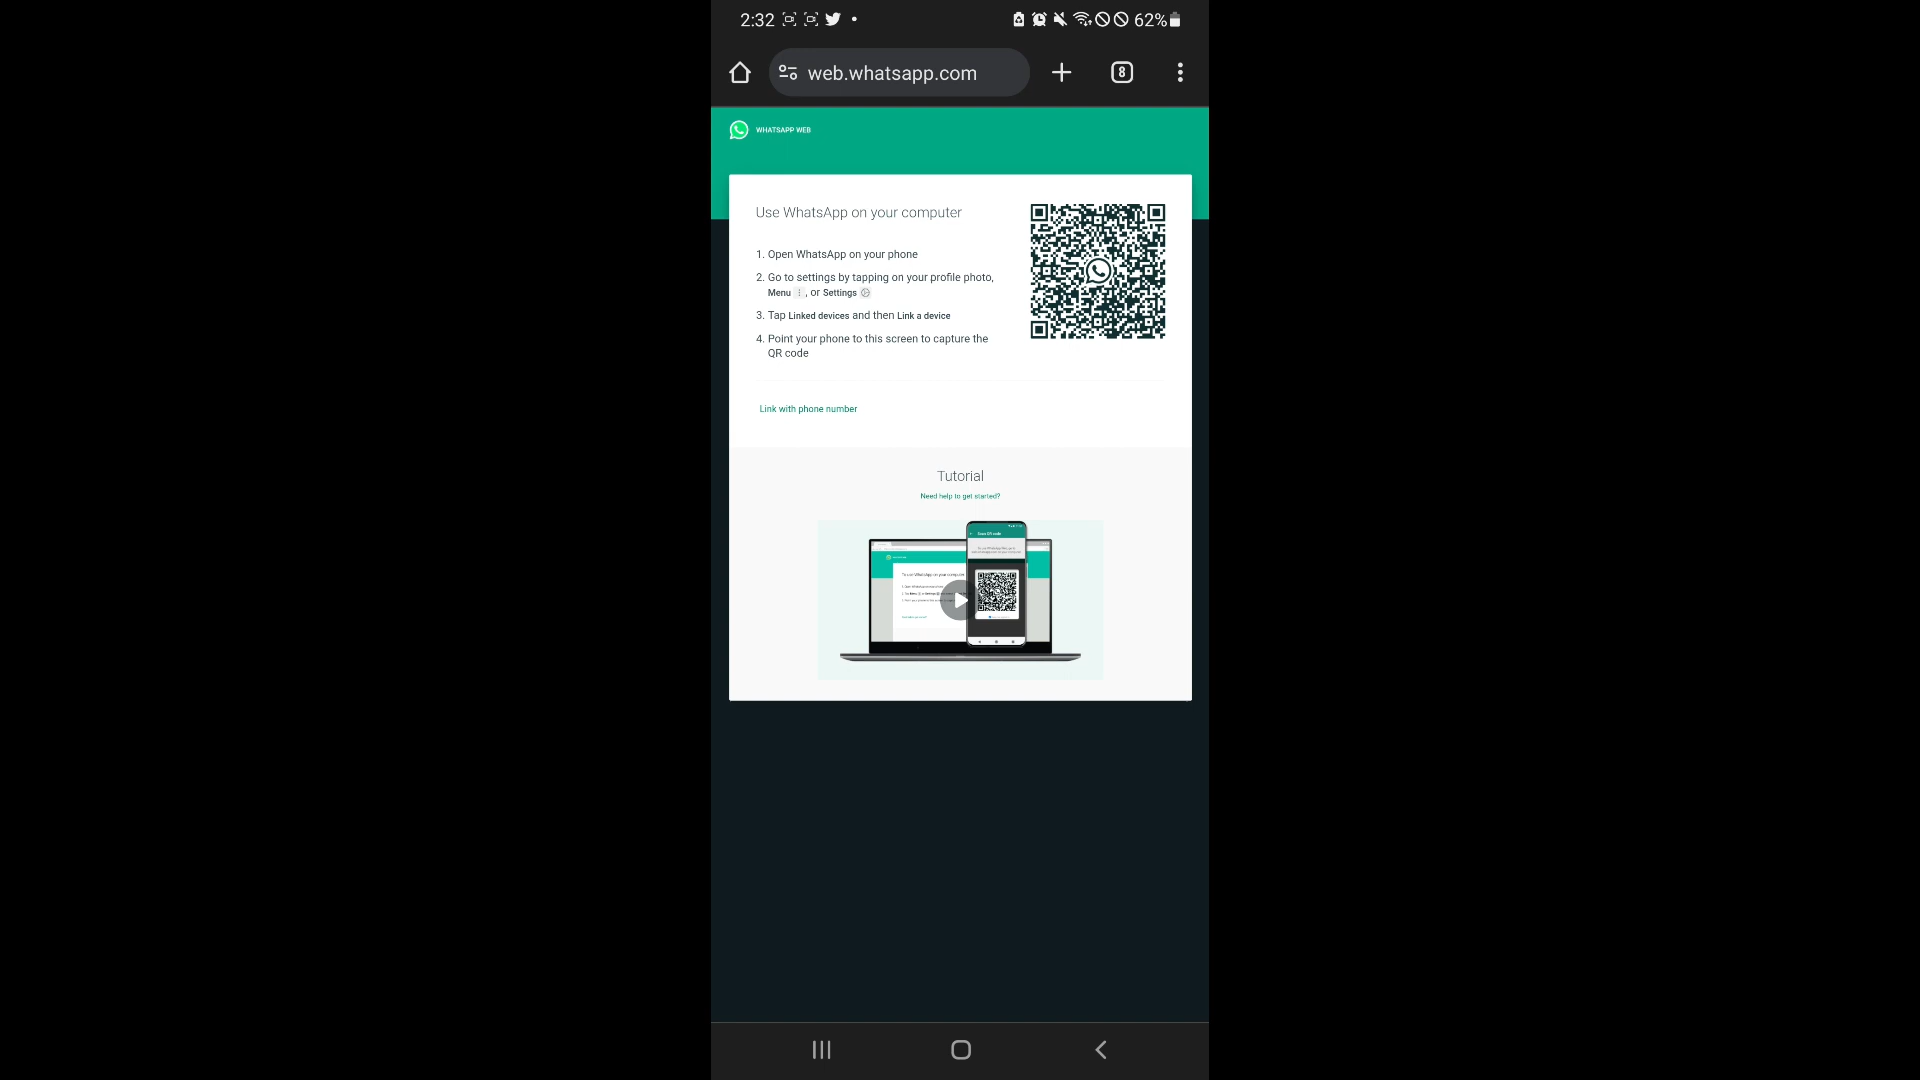 2:32
62%
web.whatsapp.com
8
WHATSAPP WEB
Use WhatsApp on your computer
1. Open WhatsApp on your phone
2. Go to settings by tapping on your profile photo,
Menu , or Settings
3. Tap Linked devices and then Link a device
4. Point your phone to this screen to capture the
QR code
Link with phone number
Tutorial
Need help to get started?
Scan QR code